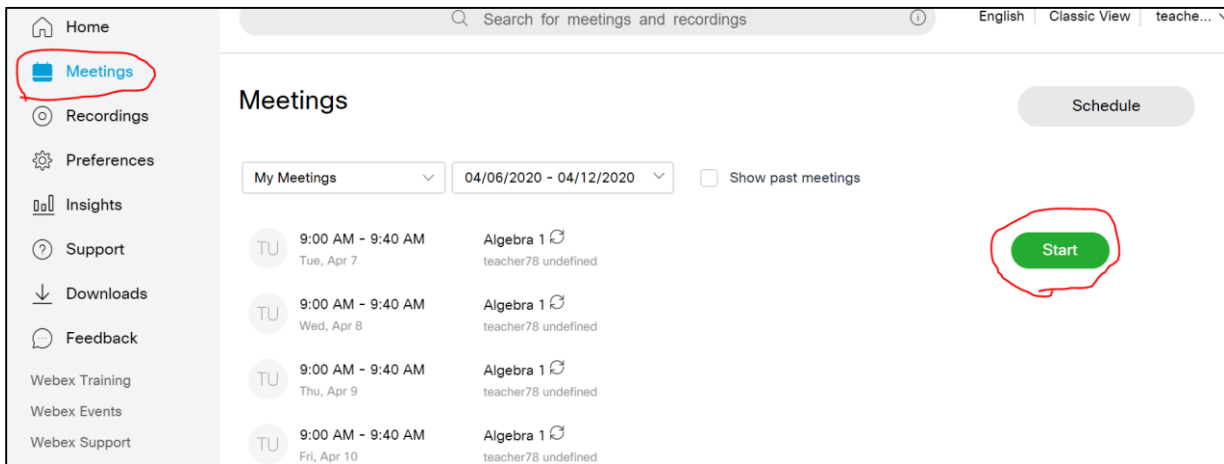 Home
Search for meetings and recordings
English
Classic View
teache...
Meetings
Recordings
Preferences
Insights
Support
Downloads
Feedback
Webex Training
Webex Events
Webex Support
Meetings
Schedule
My Meetings
04/06/2020 - 04/12/2020
Show past meetings
TU
9:00 AM - 9:40 AM
Tue, Apr 7
Algebra 1
teacher78 undefined
Start
TU
9:00 AM - 9:40 AM
Wed, Apr 8
Algebra 1
teacher78 undefined
TU
9:00 AM - 9:40 AM
Thu, Apr 9
Algebra 1
teacher78 undefined
TU
9:00 AM - 9:40 AM
Fri, Apr 10
Algebra 1
teacher78 undefined